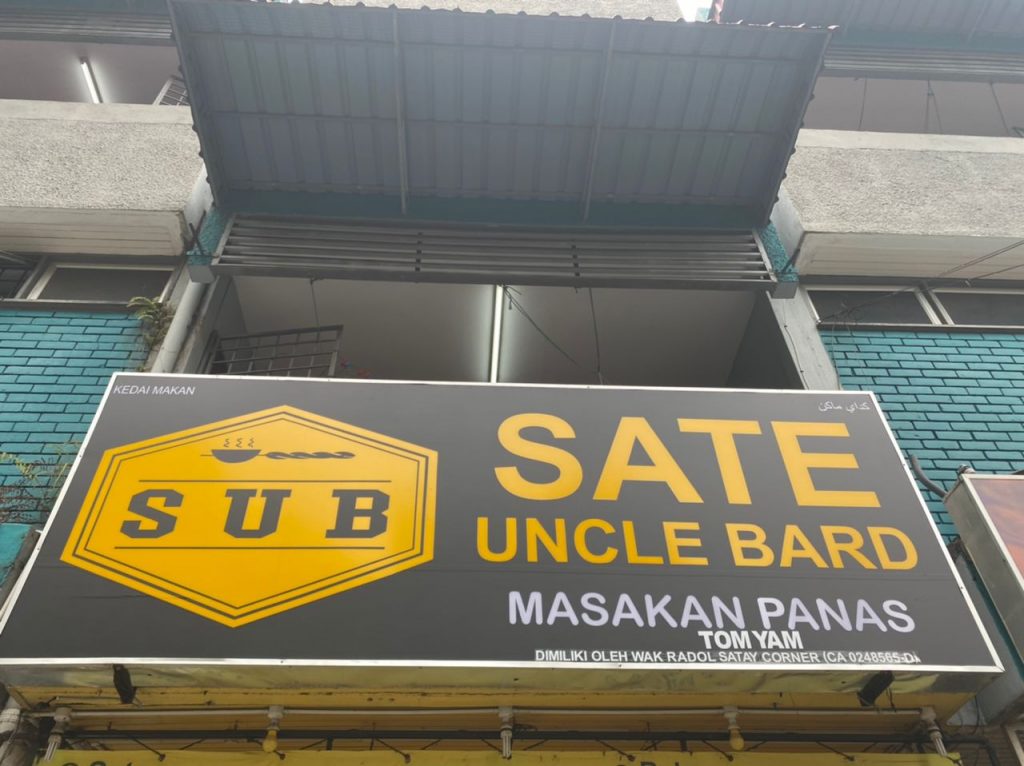 KEDAI MAKAN
كداي ماكن
SUB
SATE
UNCLE BARD
MASAKAN PANAS
TOM YAM
DIMILIKI OLEH WAK RADOL SATAY CORNER (CA 0248565-D)